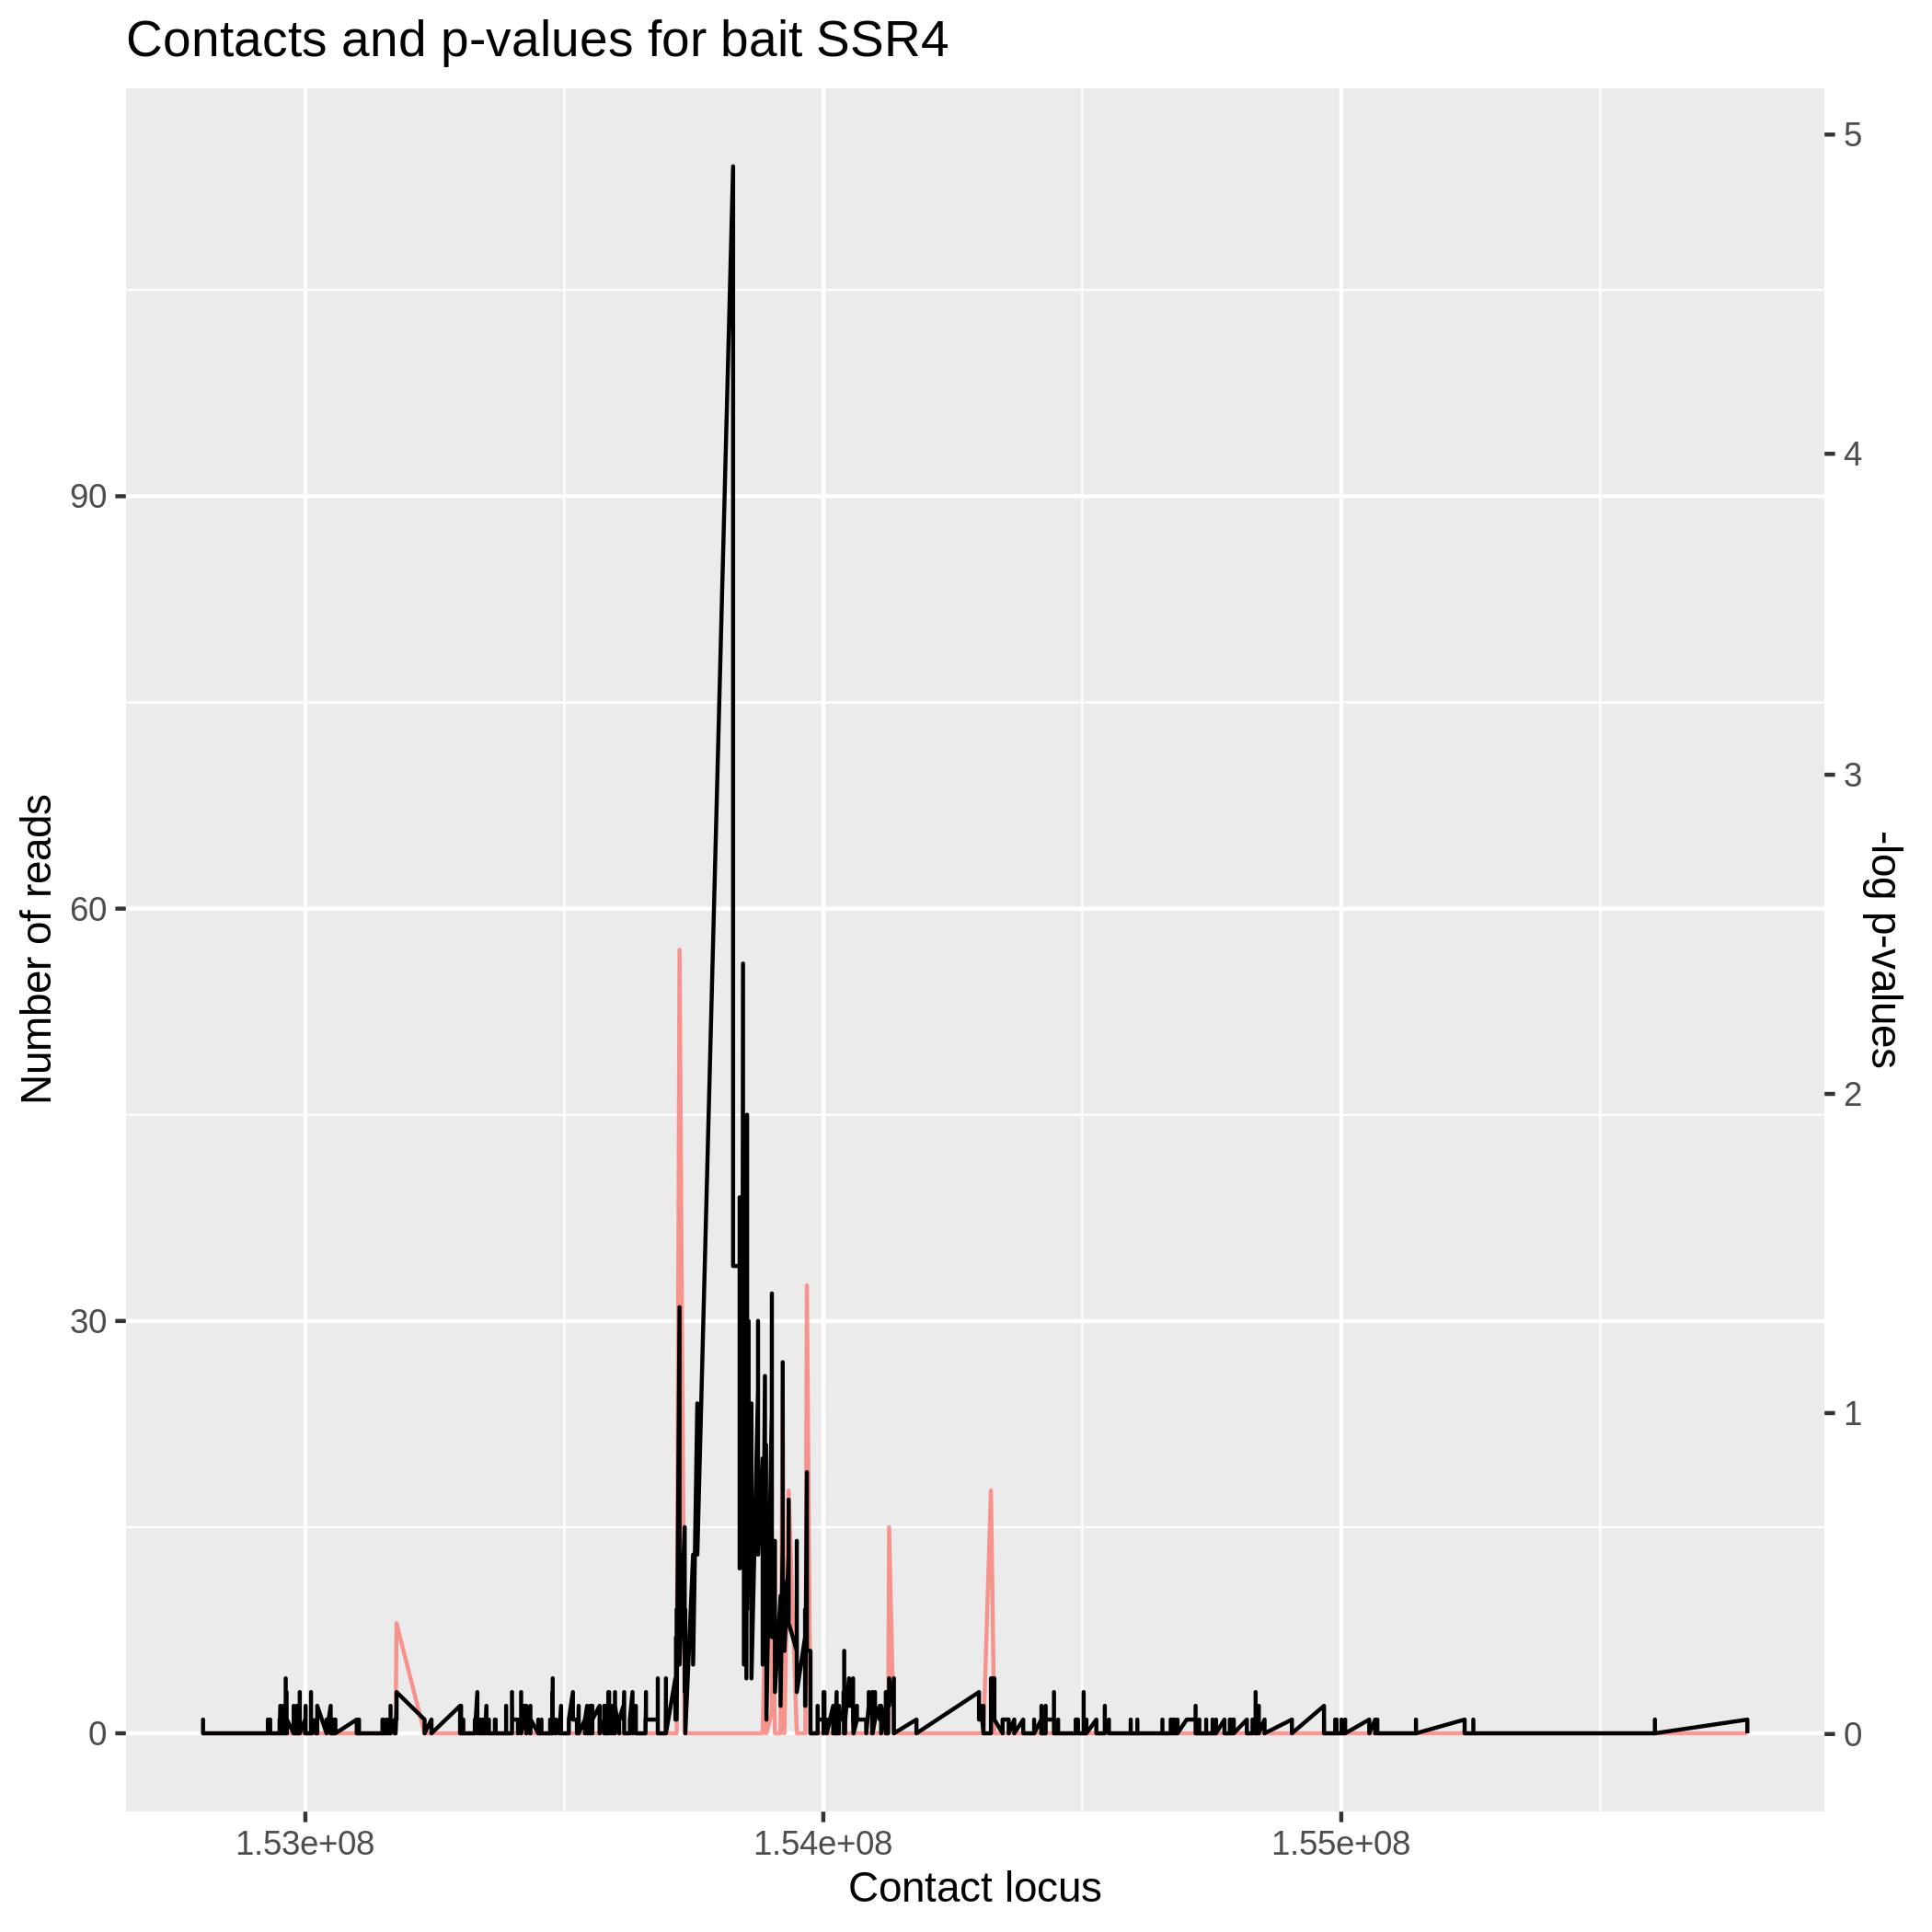 Contacts and p-values for bait SSR4
Number of reads
90
60
30
0
5
4
3
2
1
0
-log p-values
1.53e+08
1.54e+08
1.55e+08
Contact locus